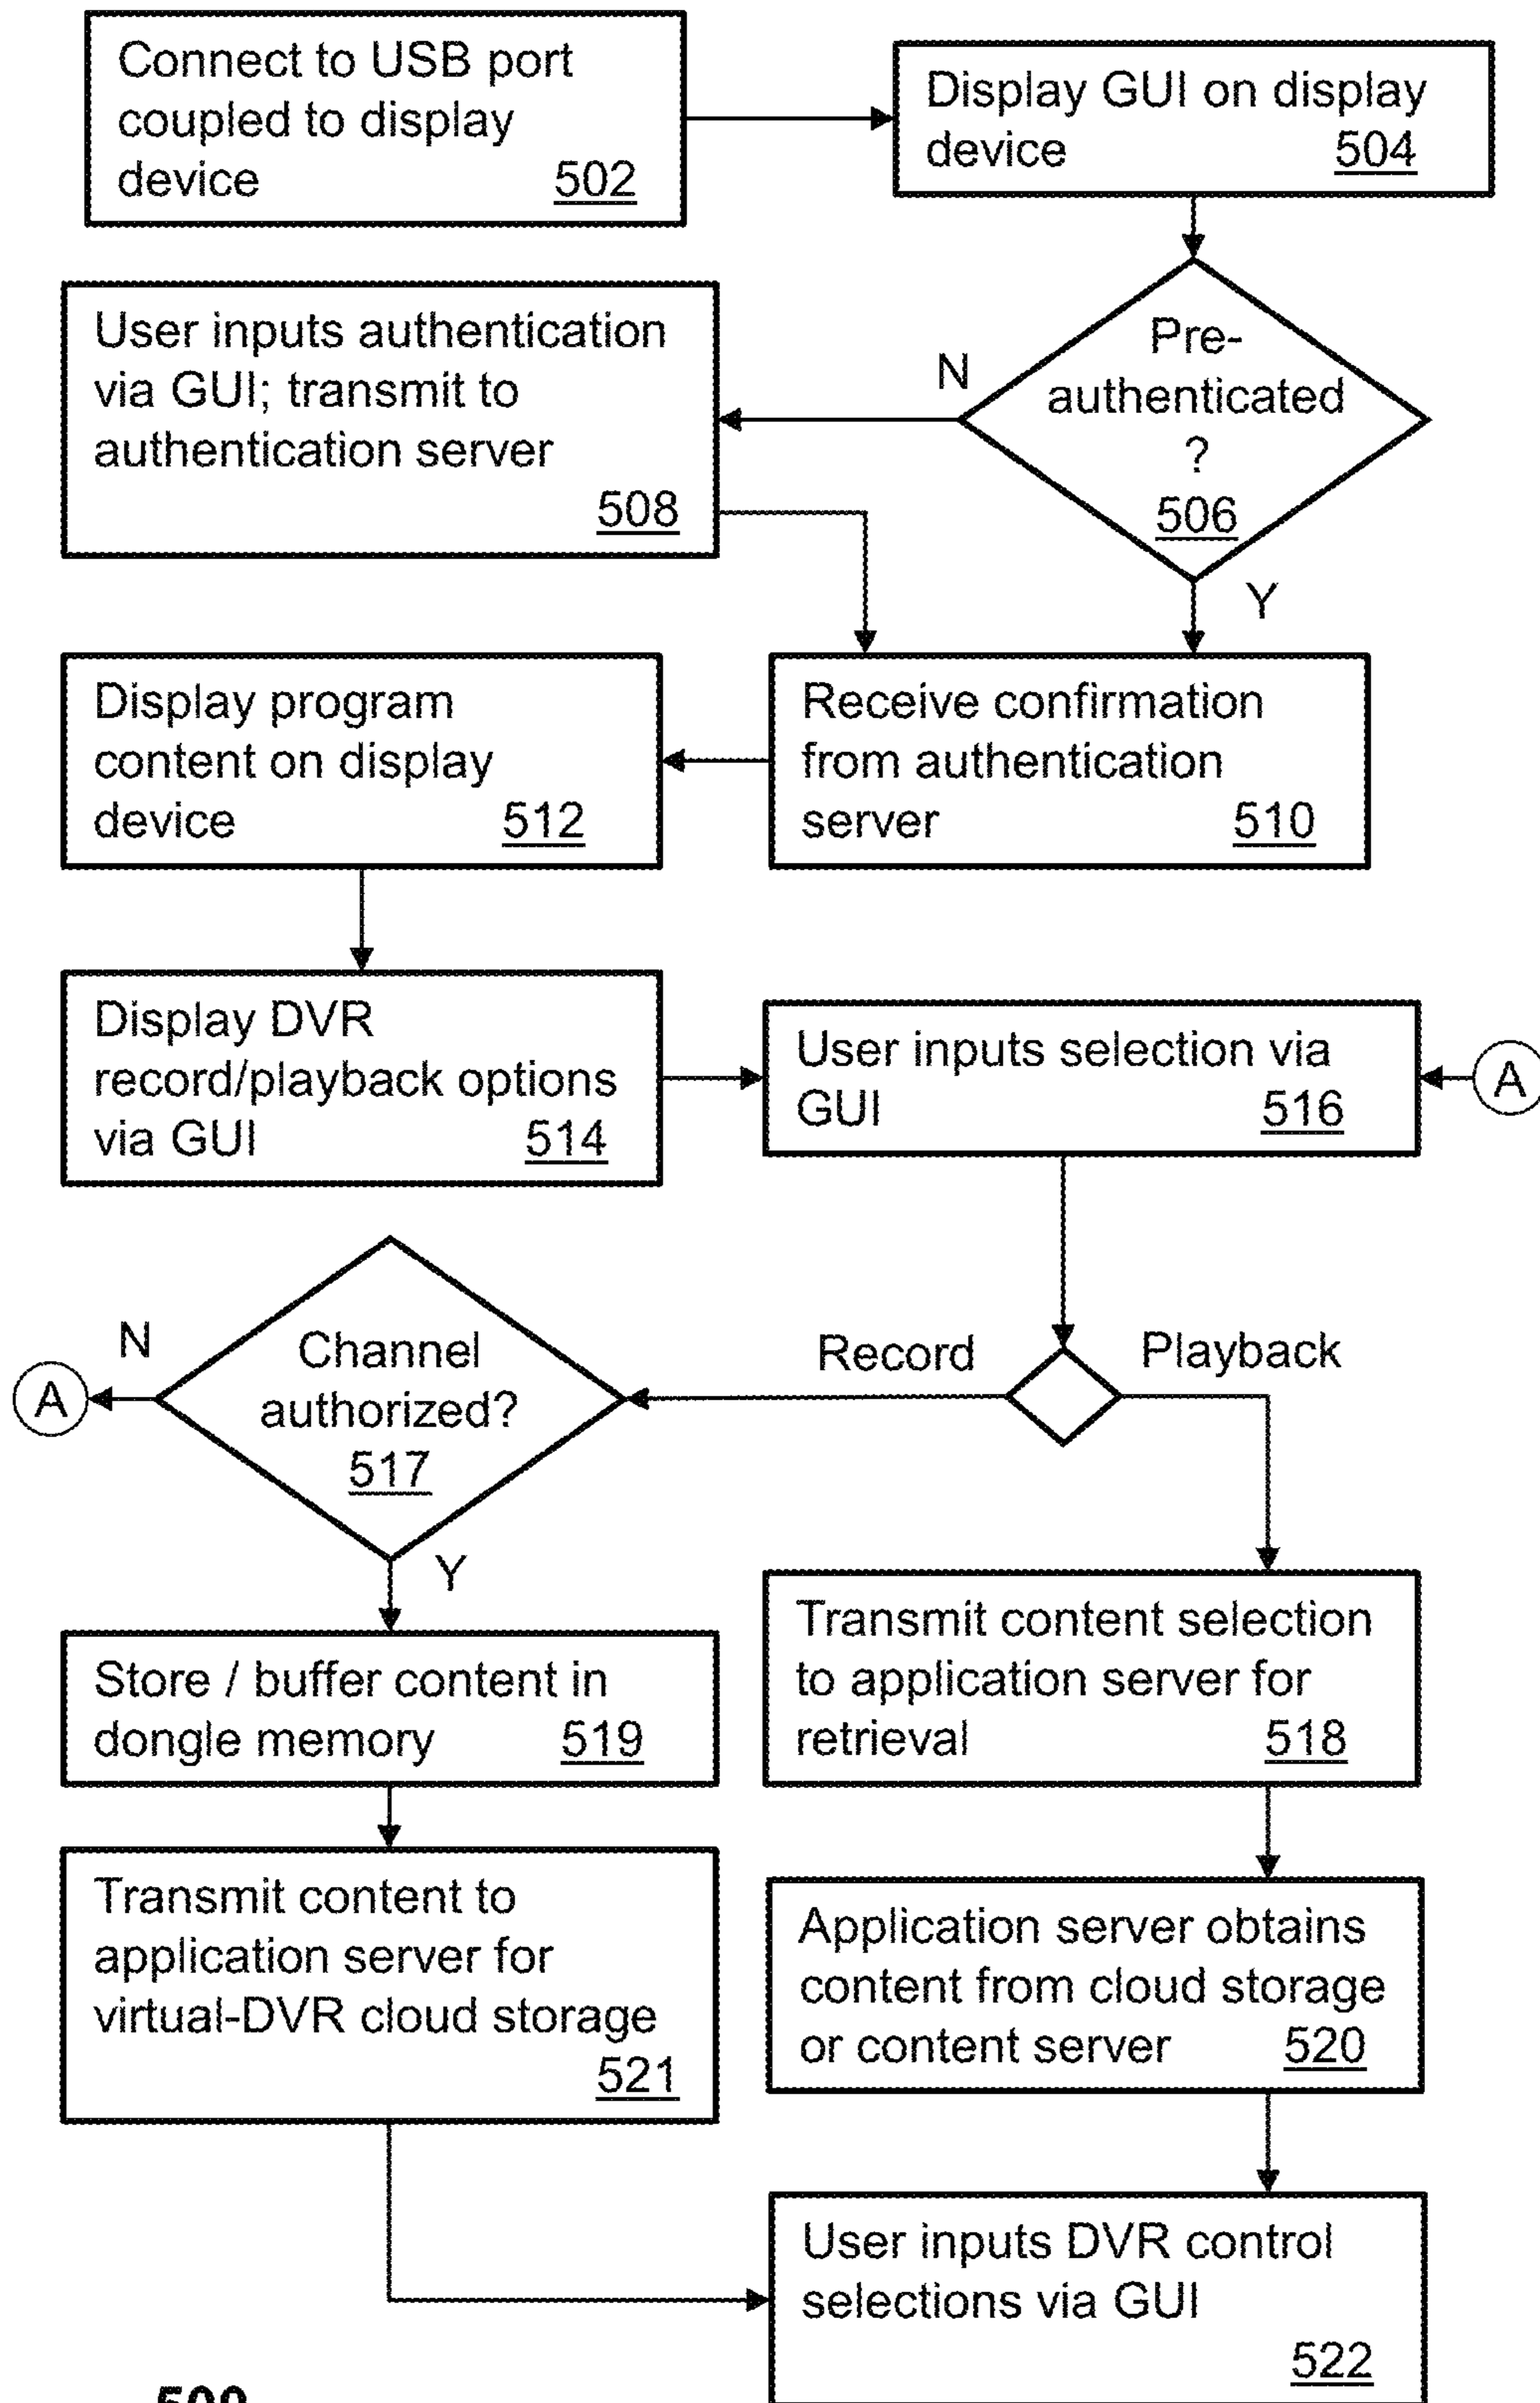 Connect to USB port
coupled to display
device 502
Display GUI on display
device 504
Pre-
authenticated
?
506
N
Y
User inputs authentication
via GUI; transmit to
authentication server
508
Receive confirmation
from authentication
server 510
Display program
content on display
device 512
Display DVR
record/playback options
via GUI 514
User inputs selection via
GUI 516
A
Record
Playback
Channel
authorized?
517
N
A
Y
Store / buffer content in
dongle memory 519
Transmit content selection
to application server for
retrieval 518
Transmit content to
application server for
virtual-DVR cloud storage
521
Application server obtains
content from cloud storage
or content server 520
User inputs DVR control
selections via GUI
522